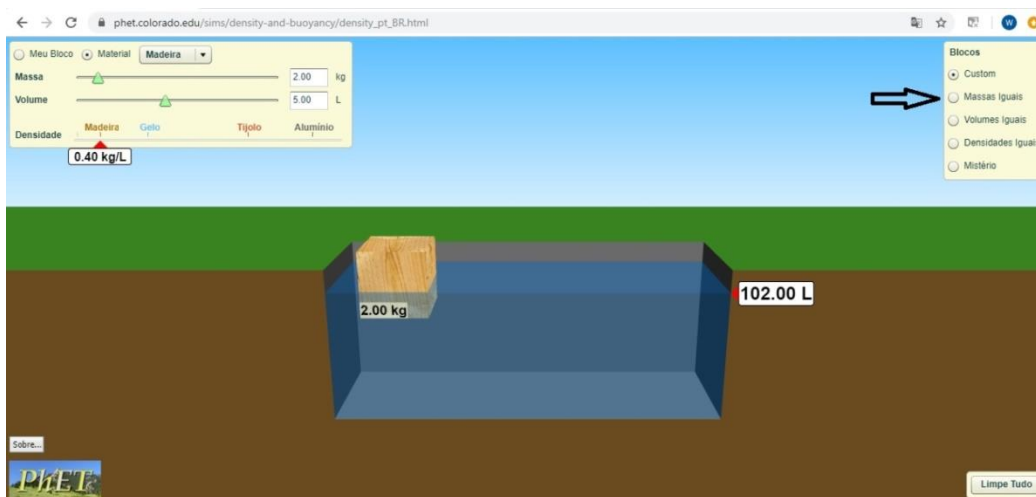 phet.colorado.edu/sims/density-and-buoyancy/density_pt_BR.html
W
Meu Bloco Material Madeira
Massa 2.00 kg
Volume 5.00 L
Madeira Gelo Tijolo Alumínio
Densidade
0.40 kg/L
Blocos
Custom
Massas Iguais
Volumes Iguais
Densidades Iguais
Mistério
2.00 kg
102.00 L
Sobre...
PhET
Limpe Tudo